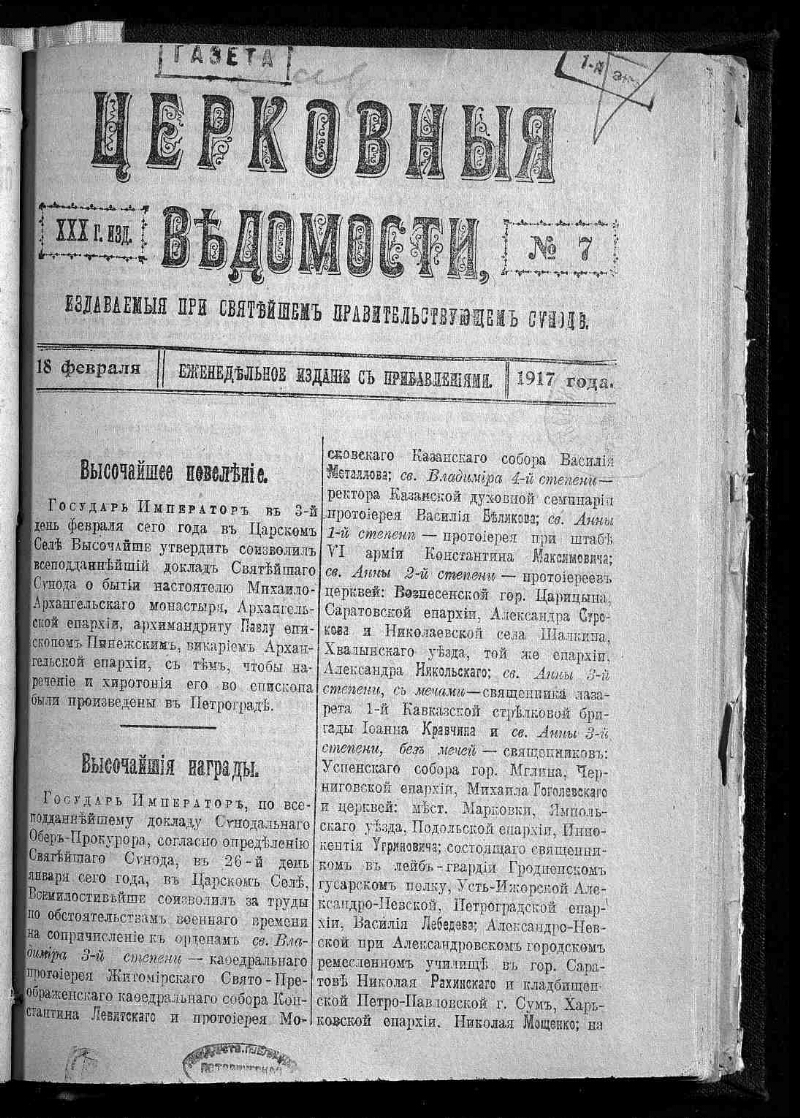 ГАЗЕТА
1-й экз.
ЦЕРКОВНЫЯ
XXX г. изд.
ВѢДОМОСТИ,
№ 7
ИЗДАВАЕМЫЯ ПРИ СВЯТѢЙШЕМЪ ПРАВИТЕЛЬСТВУЮЩЕМЪ СѴНОДѢ.
18 февраля
ЕЖЕНЕДѢЛЬНОЕ ИЗДАНІЕ СЪ ПРИБАВЛЕНІЯМИ.
1917 года.
Высочайшее повелѣніе.
Государь Императоръ въ 3-й
день февраля сего года въ Царскомъ
Селѣ Высочайше утвердить соизволилъ
всеподданнѣйшій докладъ Святѣйшаго
Сѵнода о бытіи настоятелю Михаило-
Архангельскаго монастыря, Архангель-
ской епархіи, архимандриту Павлу епи-
скопомъ Пинежскимъ, викаріемъ Архан-
гельской епархіи, съ тѣмъ, чтобы на-
реченіе и хиротонія его во епископа
были произведены въ Петроградѣ.
Высочайшія награды.
Государь Императоръ, по все-
подданнѣйшему докладу Сѵнодальнаго
Оберъ-Прокурора, согласно опредѣленію
Святѣйшаго Сѵнода, въ 26-й день
января сего года, въ Царскомъ Селѣ,
Всемилостивѣйше соизволилъ за труды
по обстоятельствамъ военнаго времени
на сопричисленіе къ орденамъ св. Вла-
диміра 3-й степени — каѳедральнаго
протоіерея Житомірскаго Свято-Пре-
ображенскаго каѳедральнаго собора Кон-
стантина Левитскаго и протоіерея Мо-
сковскаго Казанскаго собора Василія
Металлова; св. Владиміра 4-й степени —
ректора Казанской духовной семинаріи
протоіерея Василія Бѣликова; св. Анны
1-й степени — протоіерея при штабѣ
VI арміи Константина Максимовича;
св. Анны 2-й степени — протоіереевъ
церквей: Вознесенской гор. Царицына,
Саратовской епархіи, Александра Стро-
кова и Николаевской села Шалкина,
Хвалынскаго уѣзда, той же епархіи,
Александра Никольскаго; св. Анны 3-й
степени, съ мечами — священника лаза-
рета 1-й Кавказской стрѣлковой бри-
гады Іоанна Кравчика и св. Анны 3-й
степени, безъ мечей — священниковъ:
Успенскаго собора гор. Мглина, Чер-
ниговской епархіи, Михаила Гоголевскаго
и церквей: мѣст. Марковки, Ямполь-
скаго уѣзда, Подольской епархіи, Инно-
кентія Угриновича; состоящаго священни-
комъ въ лейбъ-гвардіи Гродненскомъ
гусарскомъ полку, Усть-Ижорской Але-
ксандро-Невской, Петроградской епар-
хіи, Василія Лебедева; Александро-Нев-
ской при Александровскомъ городскомъ
ремесленномъ училищѣ въ гор. Сара-
товѣ Николая Рахинскаго и кладбищен-
ской Петро-Павловской г. Сумъ, Харь-
ковской епархіи, Николая Мощенко; на